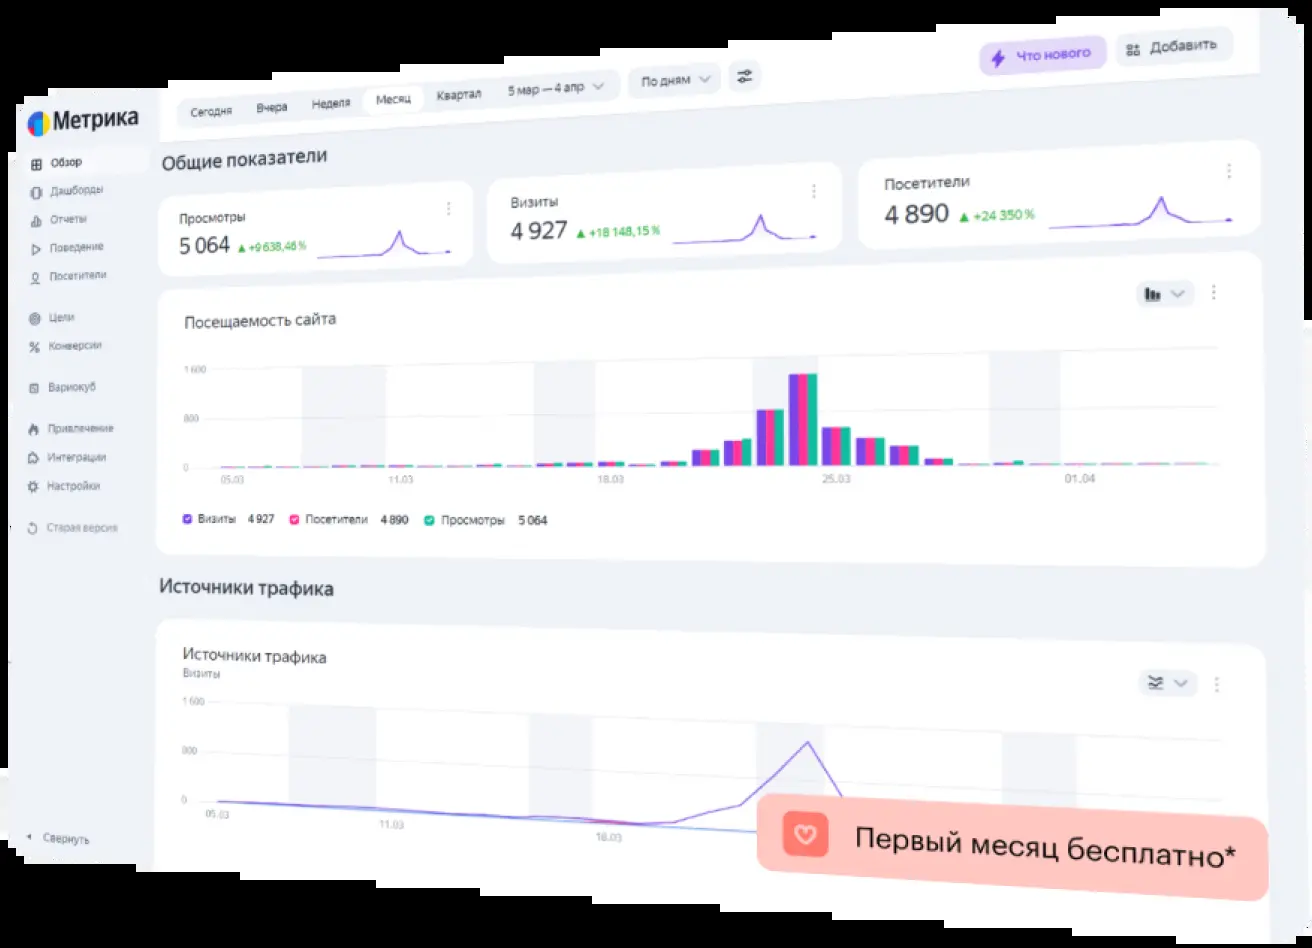 Что нового
Добавить
Метрика
Сегодня Вчера Неделя Месяц Квартал 5 мар — 4 апр По дням
Обзор
Дашборды
Отчеты
Поведение
Посетители
Цели
Конверсии
Вариокуб
Привлечение
Интеграции
Настройки
Старая версия
Свернуть
Общие показатели
Просмотры
5 064 ▲ +9 638,46 %
Визиты
4 927 ▲ +18 148,15 %
Посетители
4 890 ▲ +24 350 %
Посещаемость сайта
1 600
800
0
05.03 11.03 18.03 25.03 01.04
Визиты 4 927 Посетители 4 890 Просмотры 5 064
Источники трафика
Источники трафика
Визиты
1 600
800
0
05.03 11.03 18.03
Первый месяц бесплатно*